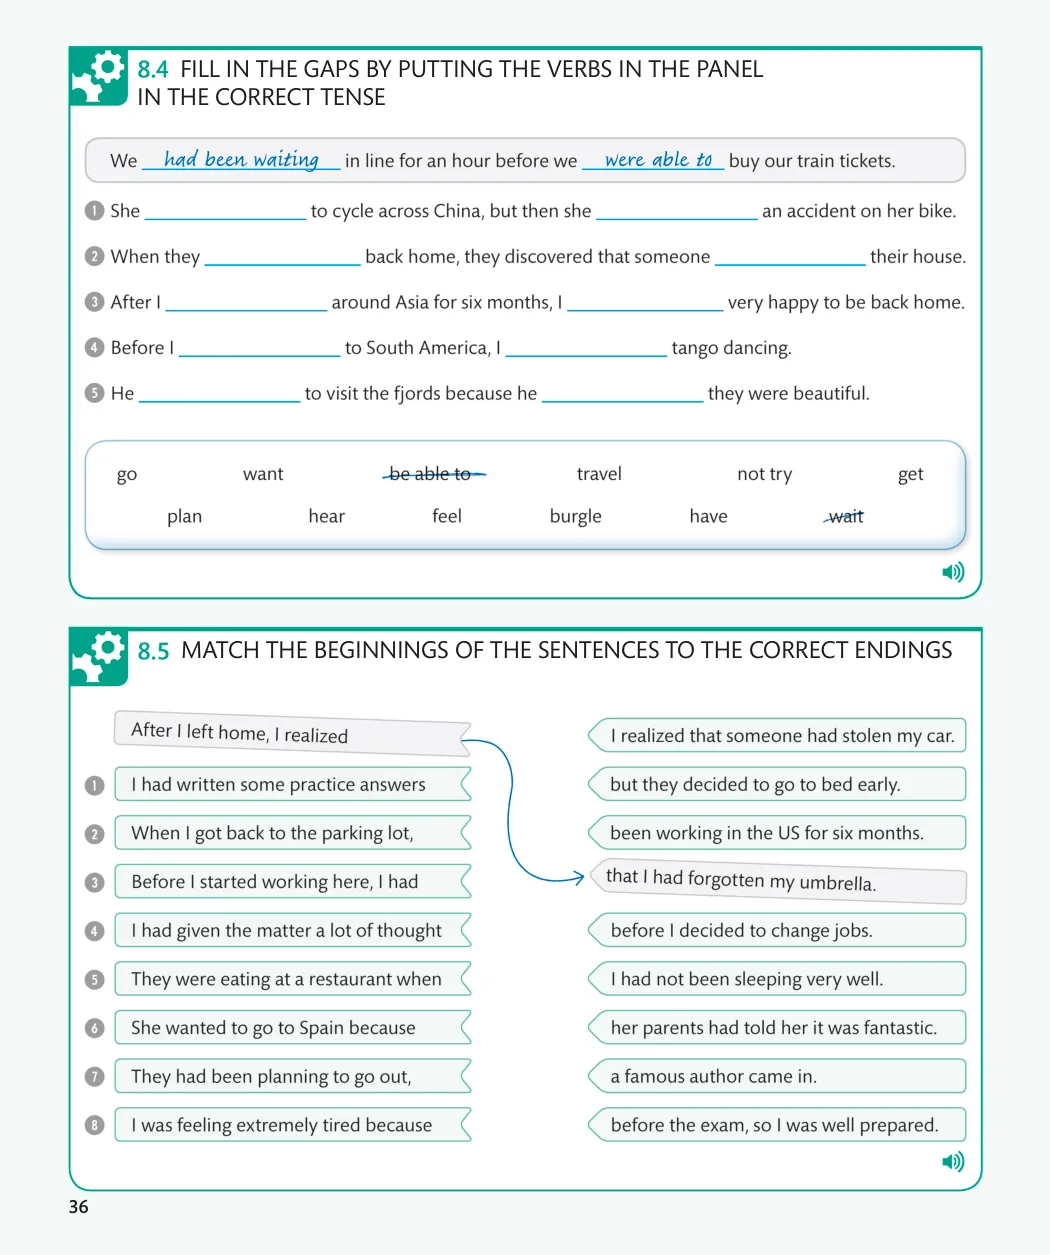 8.4 FILL IN THE GAPS BY PUTTING THE VERBS IN THE PANEL
IN THE CORRECT TENSE
We had been waiting in line for an hour before we were able to buy our train tickets.
1 She ______ to cycle across China, but then she ______ an accident on her bike.
2 When they ______ back home, they discovered that someone ______ their house.
3 After I ______ around Asia for six months, I ______ very happy to be back home.
4 Before I ______ to South America, I ______ tango dancing.
5 He ______ to visit the fjords because he ______ they were beautiful.
go want be able to travel not try get
plan hear feel burgle have wait
8.5 MATCH THE BEGINNINGS OF THE SENTENCES TO THE CORRECT ENDINGS
After I left home, I realized
I realized that someone had stolen my car.
1 I had written some practice answers
but they decided to go to bed early.
2 When I got back to the parking lot,
been working in the US for six months.
3 Before I started working here, I had
that I had forgotten my umbrella.
4 I had given the matter a lot of thought
before I decided to change jobs.
5 They were eating at a restaurant when
I had not been sleeping very well.
6 She wanted to go to Spain because
her parents had told her it was fantastic.
7 They had been planning to go out,
a famous author came in.
8 I was feeling extremely tired because
before the exam, so I was well prepared.
36